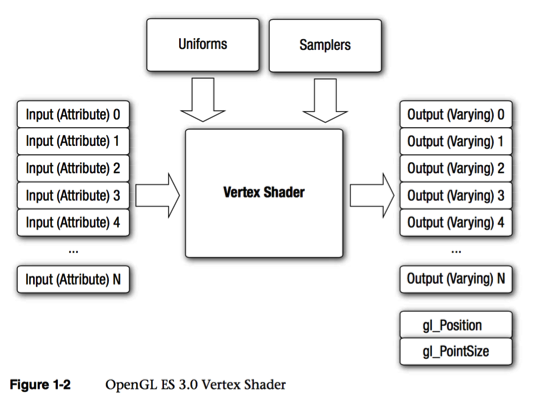 Uniforms
Samplers
Input (Attribute) 0
Input (Attribute) 1
Input (Attribute) 2
Input (Attribute) 3
Input (Attribute) 4
...
Input (Attribute) N
Vertex Shader
Output (Varying) 0
Output (Varying) 1
Output (Varying) 2
Output (Varying) 3
Output (Varying) 4
...
Output (Varying) N
gl_Position
gl_PointSize
Figure 1-2 OpenGL ES 3.0 Vertex Shader